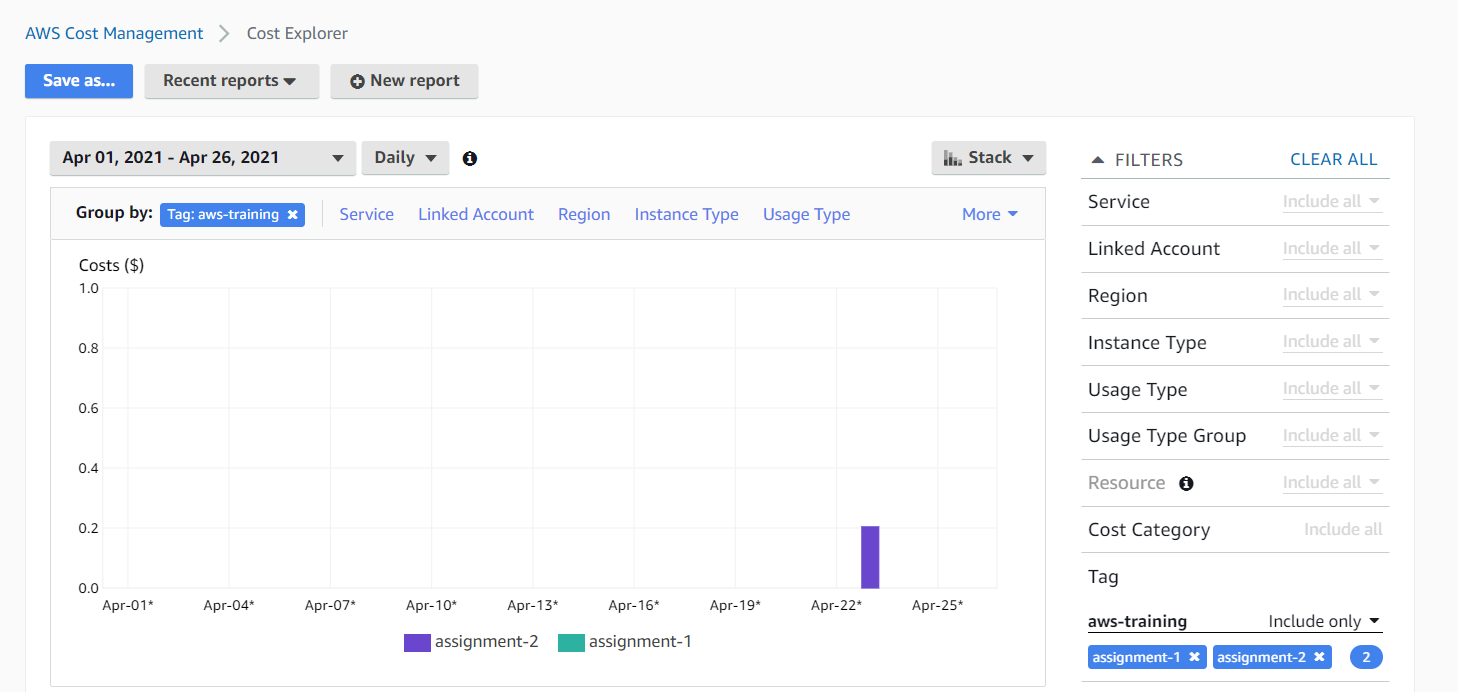 AWS Cost Management > Cost Explorer
Save as...
Recent reports
New report
Apr 01, 2021 - Apr 26, 2021
Daily
Stack
Group by: Tag: aws-training × Service Linked Account Region Instance Type Usage Type More
Costs ($)
1.0
0.8
0.6
0.4
0.2
0.0
Apr-01* Apr-04* Apr-07* Apr-10* Apr-13* Apr-16* Apr-19* Apr-22* Apr-25*
assignment-2 assignment-1
FILTERS CLEAR ALL
Service Include all
Linked Account Include all
Region Include all
Instance Type Include all
Usage Type Include all
Usage Type Group Include all
Resource Include all
Cost Category Include all
Tag
aws-training Include only
assignment-1 × assignment-2 × 2